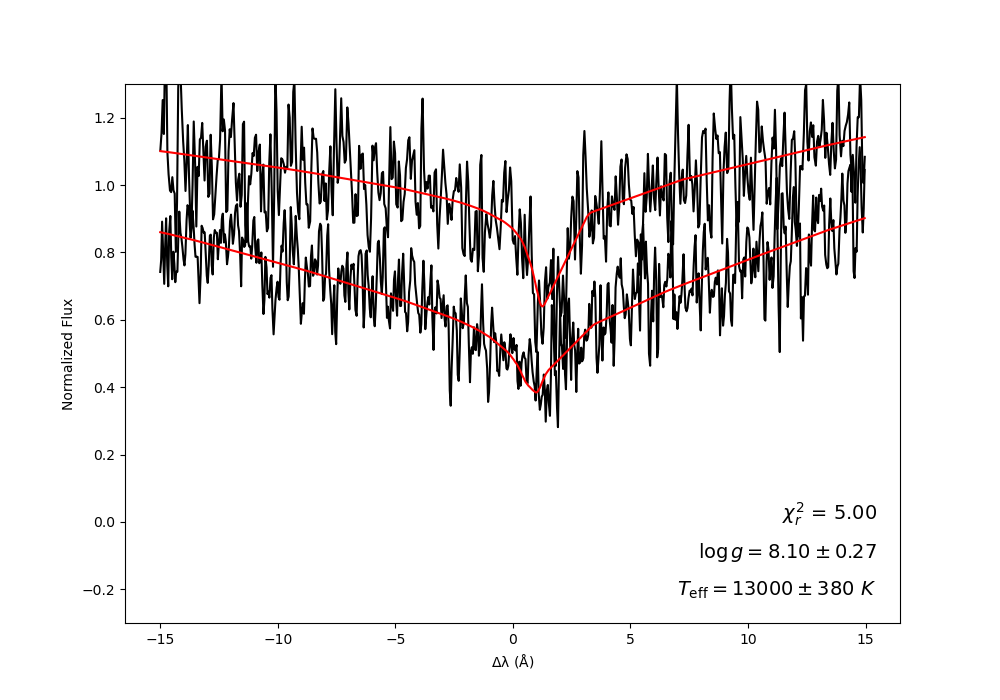 1.2
1.0
0.8
0.6
0.4
0.2
0.0
−0.2
Normalized Flux
χ²ᵣ = 5.00
log g = 8.10 ± 0.27
T_eff = 13000 ± 380 K
−15 −10 −5 0 5 10 15
Δλ (Å)